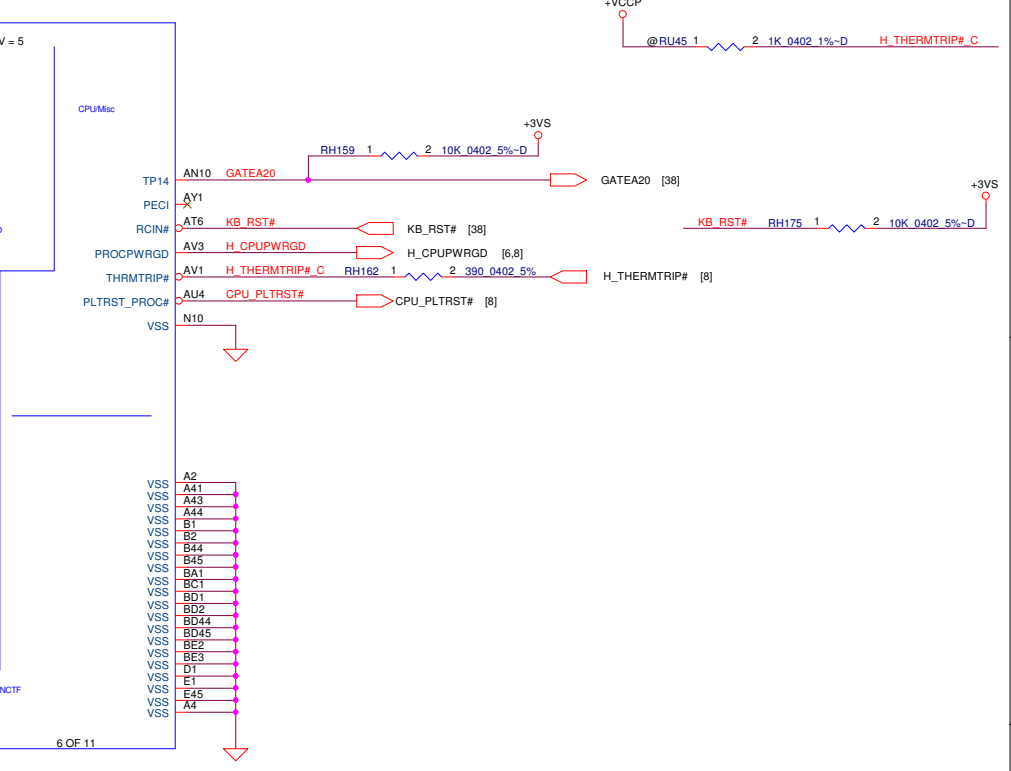 +VCCP
V = 5
@RU45 1 2 1K_0402_1%~D H_THERMTRIP#_C
CPU/Misc
+3VS
RH159 1 2 10K_0402_5%~D
TP14 AN10 GATEA20 GATEA20 [38]
+3VS
PECI AY1
RCIN# AT6 KB_RST# KB_RST# [38]
KB_RST# RH175 1 2 10K_0402_5%~D
PROCPWRGD AV3 H_CPUPWRGD H_CPUPWRGD [6,8]
THRMTRIP# AV1 H_THERMTRIP#_C RH162 1 2 390_0402_5% H_THERMTRIP# [8]
PLTRST_PROC# AU4 CPU_PLTRST# CPU_PLTRST# [8]
VSS N10
VSS A2
VSS A41
VSS A43
VSS A44
VSS B1
VSS B2
VSS B44
VSS B45
VSS BA1
VSS BC1
VSS BD1
VSS BD2
VSS BD44
VSS BD45
VSS BE2
VSS BE3
VSS D1
VSS E1
VSS E45
VSS A4
NCTF
6 OF 11